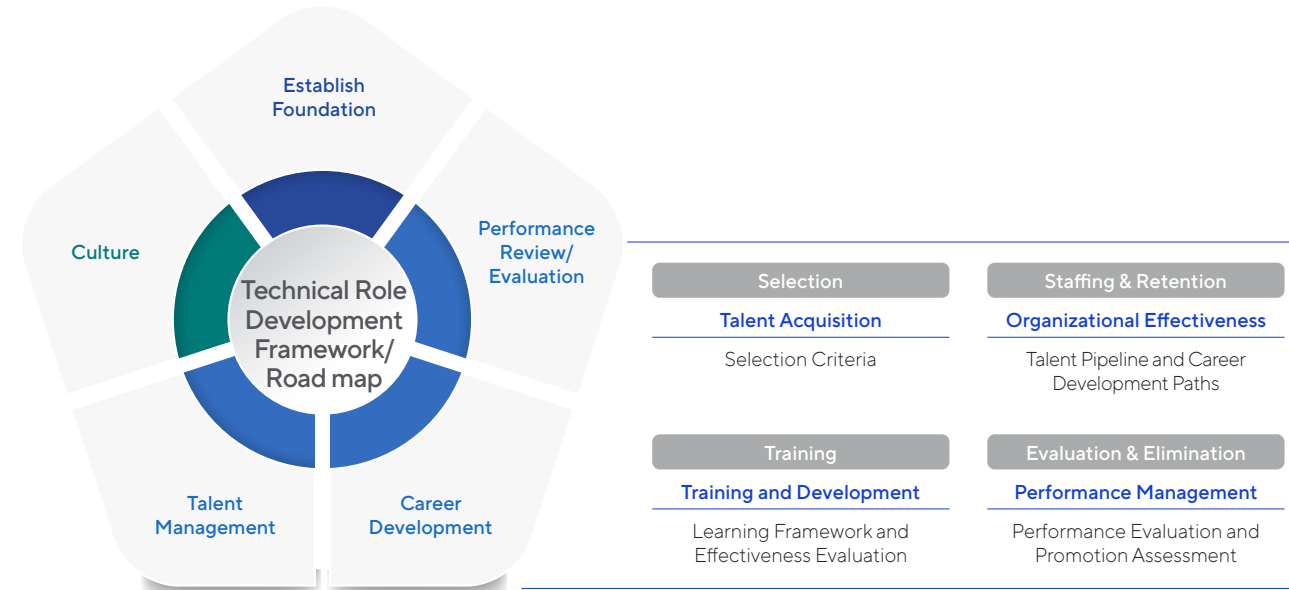 Establish
Foundation
Performance
Review/
Evaluation
Culture
Technical Role
Development
Framework/
Road map
Talent
Management
Career
Development
Selection
Talent Acquisition
Selection Criteria
Staffing & Retention
Organizational Effectiveness
Talent Pipeline and Career
Development Paths
Training
Training and Development
Learning Framework and
Effectiveness Evaluation
Evaluation & Elimination
Performance Management
Performance Evaluation and
Promotion Assessment